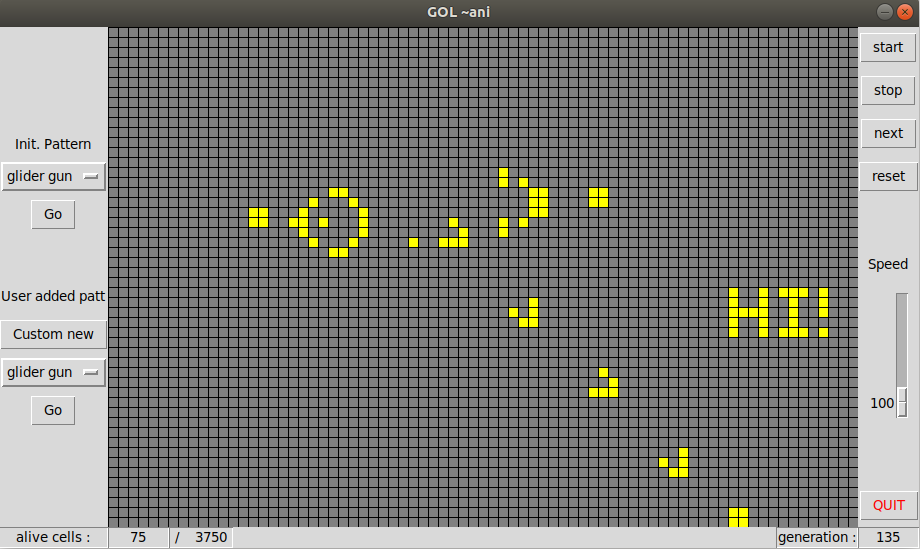 GOL ~ani
start
stop
Init. Pattern
next
glider gun
reset
Go
Speed
User added patt
HI!
Custom new
glider gun
100
Go
QUIT
alive cells : 75 / 3750 generation : 135